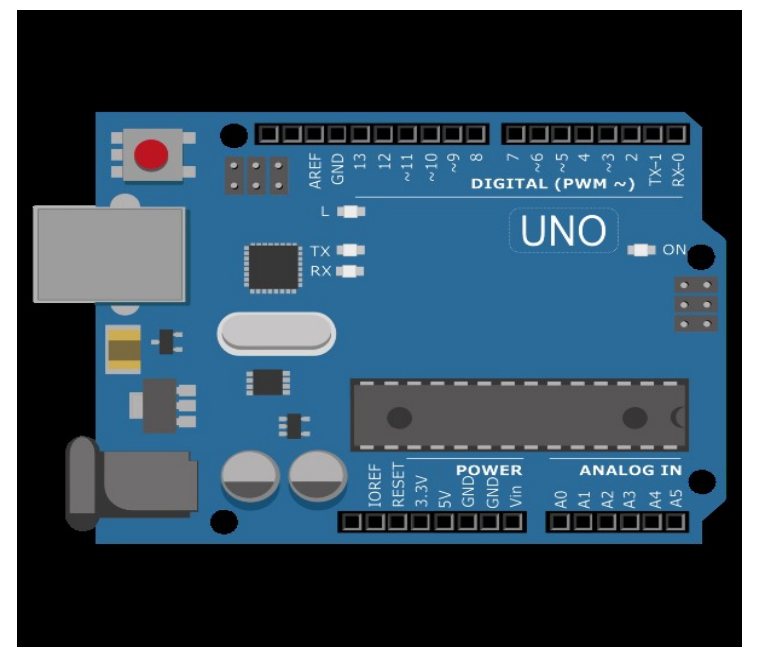 AREF GND 13 12 ~11 ~10 ~9 8 7 ~6 ~5 4 ~3 2 TX-1 RX-0
DIGITAL (PWM ~)
L
UNO
TX
RX
ON
POWER ANALOG IN
IOREF RESET 3.3V 5V GND GND Vin A0 A1 A2 A3 A4 A5